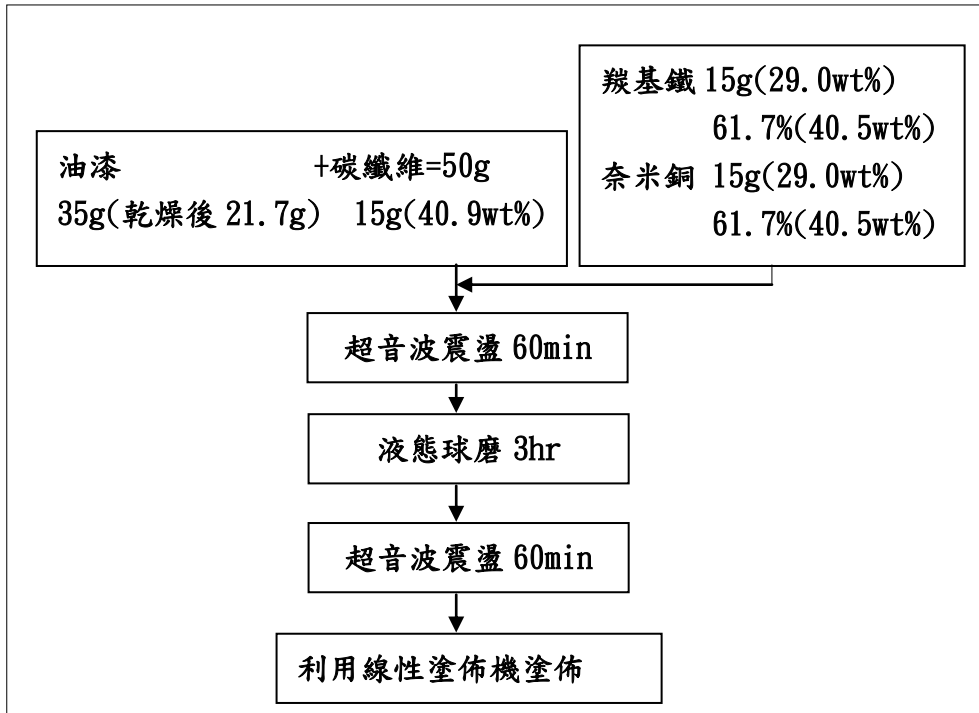 羰基鐵 15g(29.0wt%)
61.7%(40.5wt%)
奈米銅 15g(29.0wt%)
61.7%(40.5wt%)
油漆 +碳纖維=50g
35g(乾燥後 21.7g) 15g(40.9wt%)
超音波震盪 60min
液態球磨 3hr
超音波震盪 60min
利用線性塗佈機塗佈